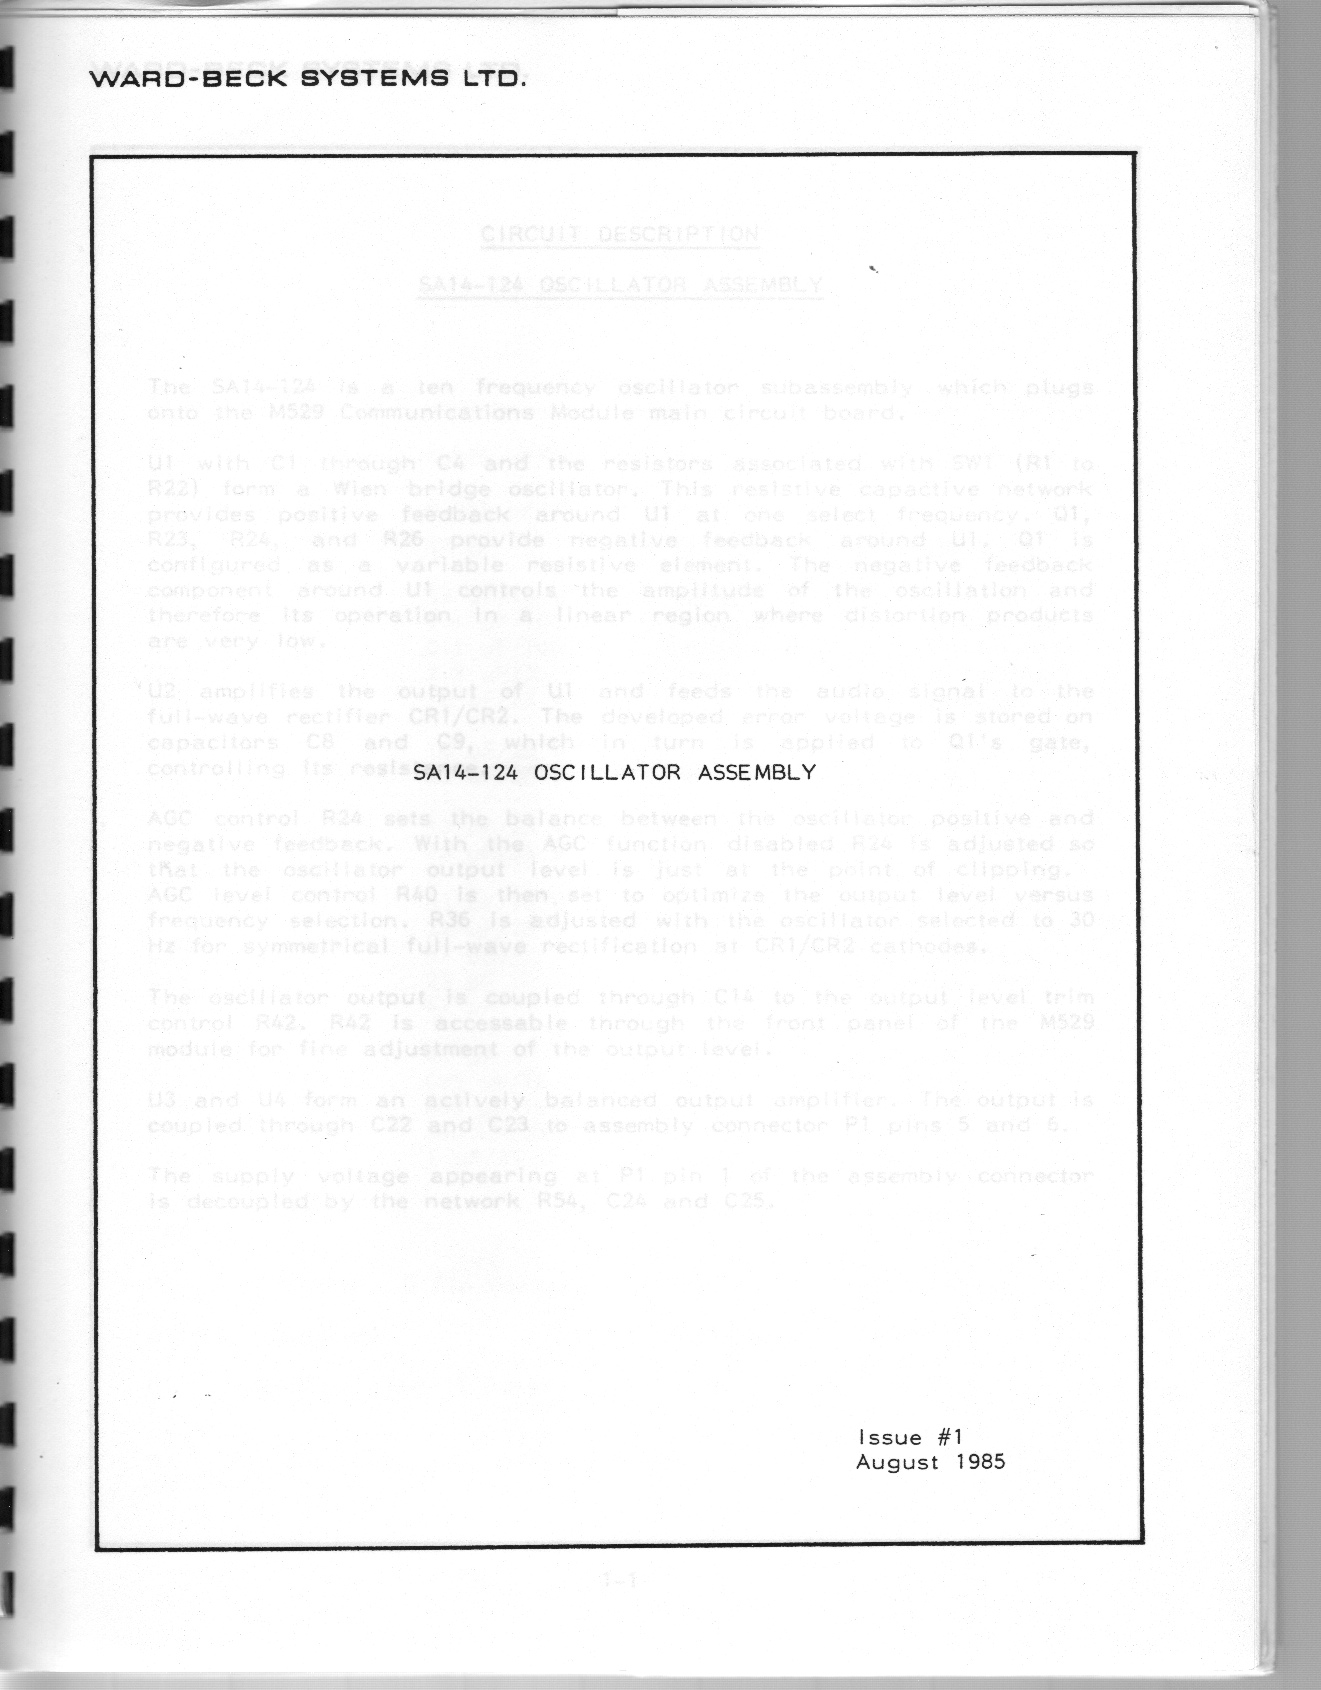 WARD-BECK SYSTEMS LTD.
CIRCUIT DESCRIPTION
SA14-124 OSCILLATOR ASSEMBLY
The SA14-124 is a ten frequency oscillator subassembly which plugs
onto the M529 Communications Module main circuit board.
U1 with C1 through C4 and the resistors associated with SW1 (R1 to
R22) form a Wien bridge oscillator. This resistive capactive network
provides positive feedback around U1 at one select frequency. Q1,
R23, R24, and R26 provide negative feedback around U1. Q1 is
configured as a variable resistive element. The negative feedback
component around U1 controls the amplitude of the oscillation and
therefore its operation in a linear region where distortion products
are very low.
U2 amplifies the output of U1 and feeds the audio signal to the
full-wave rectifier CR1/CR2. The developed error voltage is stored on
capacitors C8 and C9, which in turn is applied to Q1's gate,
controlling its
SA14-124 OSCILLATOR ASSEMBLY
AGC control R24 sets the balance between the oscillator positive and
negative feedback. With the AGC function disabled R24 is adjusted so
that the oscillator output level is just at the point of clipping.
AGC level control R40 is then set to optimize the output level versus
frequency selection. R36 is adjusted with the oscillator selected to 30
Hz for symmetrical full-wave rectification at CR1/CR2 cathodes.
The oscillator output is coupled through C14 to the output level trim
control R42. R42 is accessable through the front panel of the M529
module for fine adjustment of the output level.
U3 and U4 form an actively balanced output amplifier. The output is
coupled through C22 and C23 to assembly connector P1 pins 5 and 6.
The supply voltage appearing at P1 pin 1 of the assembly connector
is decoupled by the network R54, C24 and C25.
Issue #1
August 1985
1-1